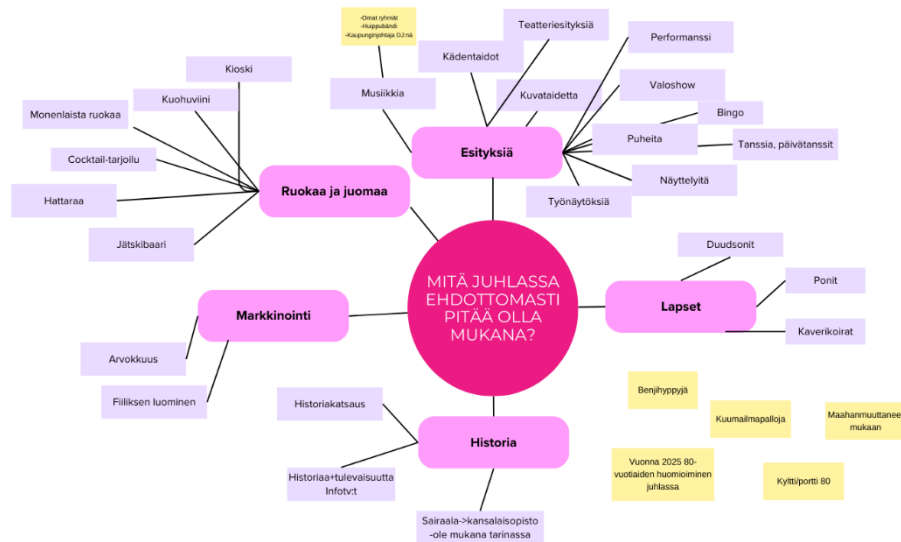 -Omat ryhmät
-Huippubändi
-Kaupunginjohtaja DJ:nä
Teatteriesityksiä
Performanssi
Kädentaidot
Kioski
Musiikkia
Kuvataidetta
Valoshow
Kuohuviini
Bingo
Monenlaista ruokaa
Esityksiä
Puheita
Tanssia, päivätanssit
Cocktail-tarjoilu
Ruokaa ja juomaa
Näyttelyitä
Hattaraa
Työnäytöksiä
Jätskibaari
Duudsonit
MITÄ JUHLASSA
EHDOTTOMASTI
PITÄÄ OLLA
MUKANA?
Ponit
Markkinointi
Lapset
Kaverikoirat
Arvokkuus
Fiiliksen luominen
Benjihyppyjä
Historiakatsaus
Kuumailmapalloja
Maahanmuuttaneet
mukaan
Historia
Historiaa+tulevaisuutta
Infotv:t
Vuonna 2025 80-
vuotiaiden huomioiminen
juhlassa
Kyltti/portti 80
Sairaala->kansalaisopisto
-ole mukana tarinassa